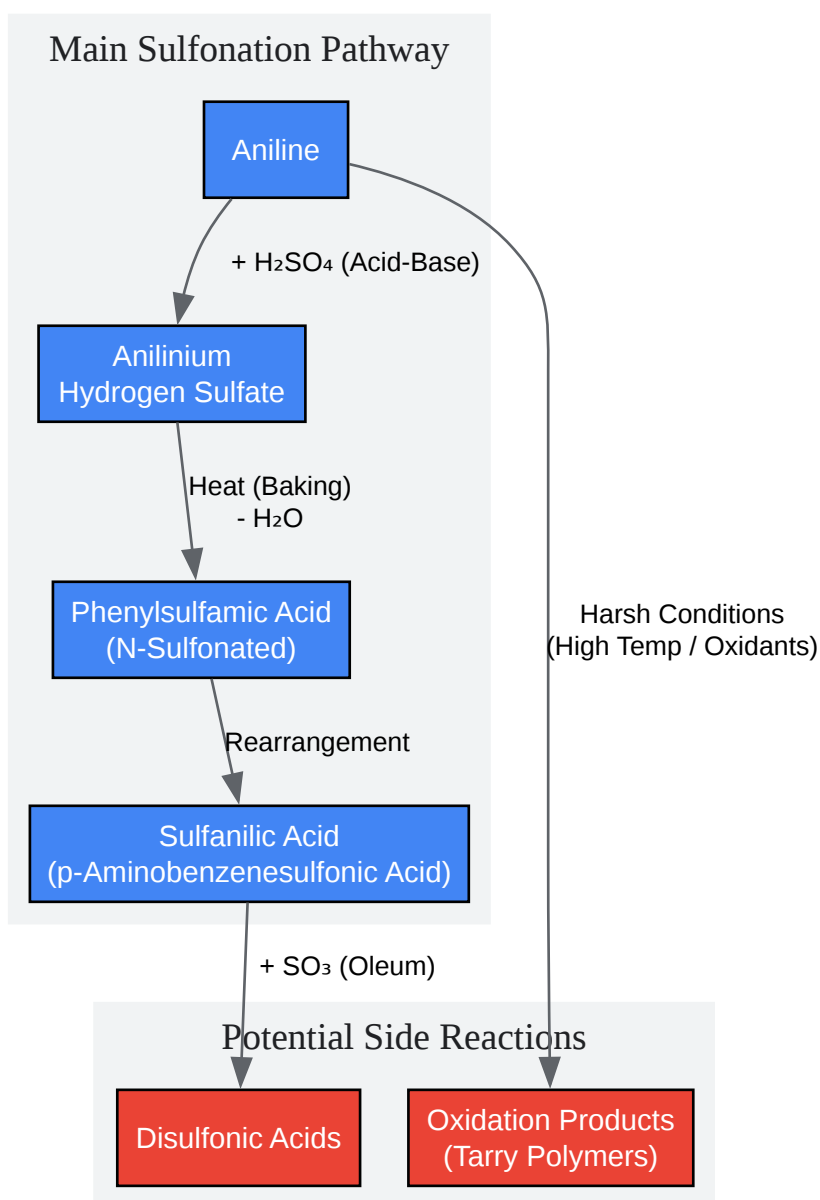 Main Sulfonation Pathway
Aniline
+ H₂SO₄ (Acid-Base)
Anilinium
Hydrogen Sulfate
Heat (Baking)
- H₂O
Phenylsulfamic Acid
(N-Sulfonated)
Harsh Conditions
(High Temp / Oxidants)
Rearrangement
Sulfanilic Acid
(p-Aminobenzenesulfonic Acid)
+ SO₃ (Oleum)
Potential Side Reactions
Disulfonic Acids
Oxidation Products
(Tarry Polymers)